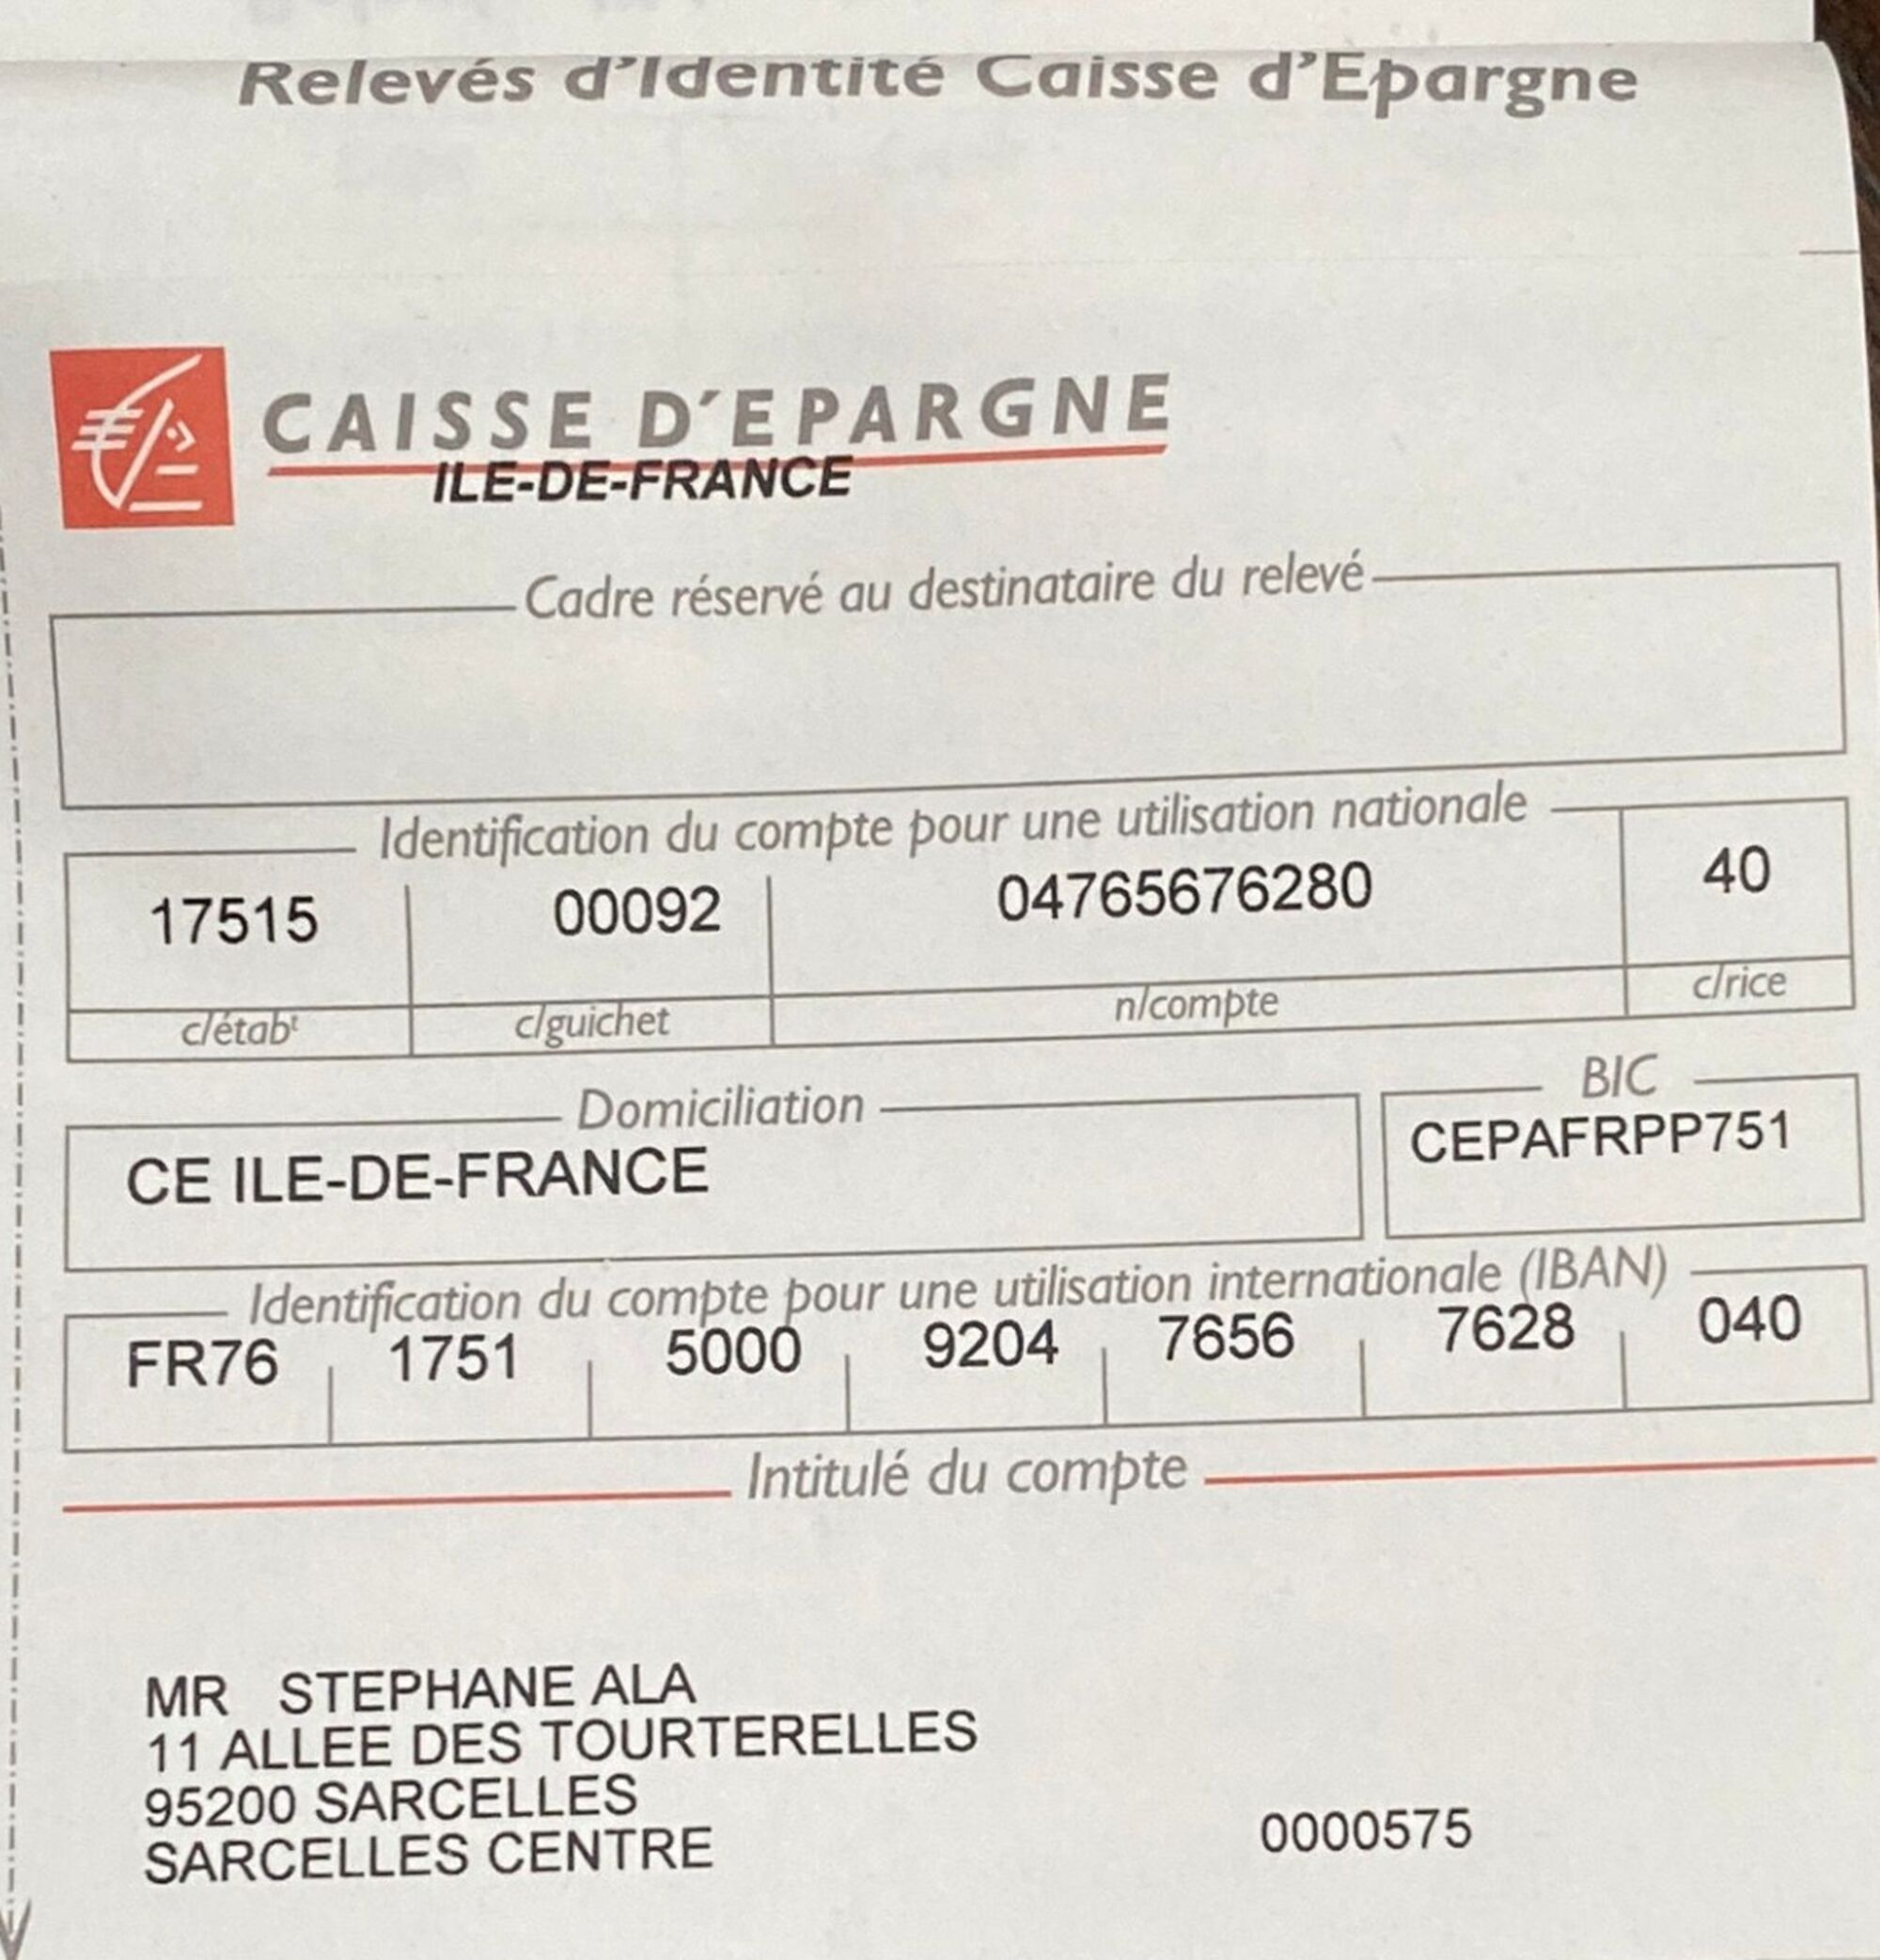 Relevés d'Identité Caisse d'Epargne
CAISSE D'EPARGNE
ILE-DE-FRANCE
Cadre réservé au destinataire du relevé
Identification du compte pour une utilisation nationale
17515 00092 04765676280 40
c/étabt c/guichet n/compte c/rice
Domiciliation BIC
CE ILE-DE-FRANCE CEPAFRPP751
Identification du compte pour une utilisation internationale (IBAN)
FR76 1751 5000 9204 7656 7628 040
Intitulé du compte
MR STEPHANE ALA
11 ALLEE DES TOURTERELLES
95200 SARCELLES
SARCELLES CENTRE 0000575